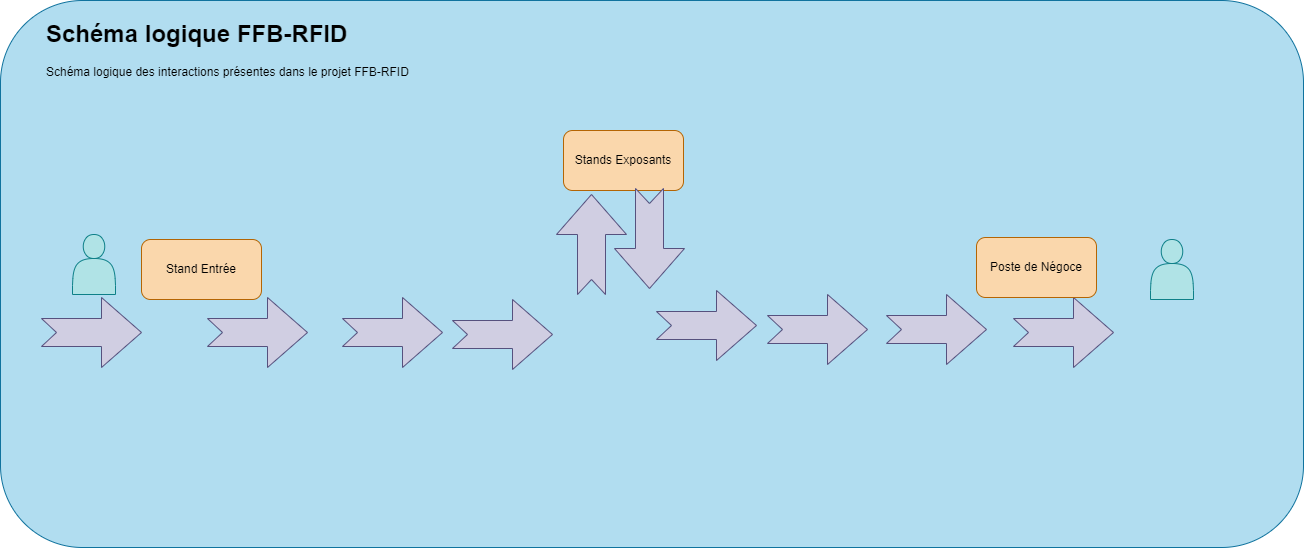 Schéma logique FFB-RFID
Schéma logique des interactions présentes dans le projet FFB-RFID
Stands Exposants
Stand Entrée
Poste de Négoce